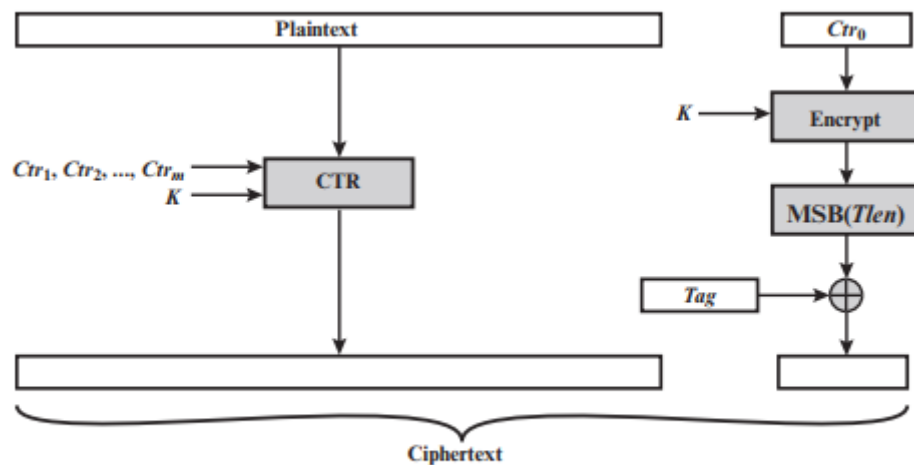 Plaintext
Ctr0
K
Encrypt
Ctr1, Ctr2, ..., Ctrm
K
CTR
MSB(Tlen)
Tag
Ciphertext